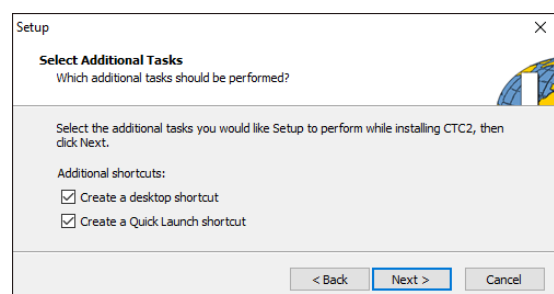 Setup
Select Additional Tasks
Which additional tasks should be performed?
Select the additional tasks you would like Setup to perform while installing CTC2, then
click Next.
Additional shortcuts:
Create a desktop shortcut
Create a Quick Launch shortcut
< Back Next > Cancel